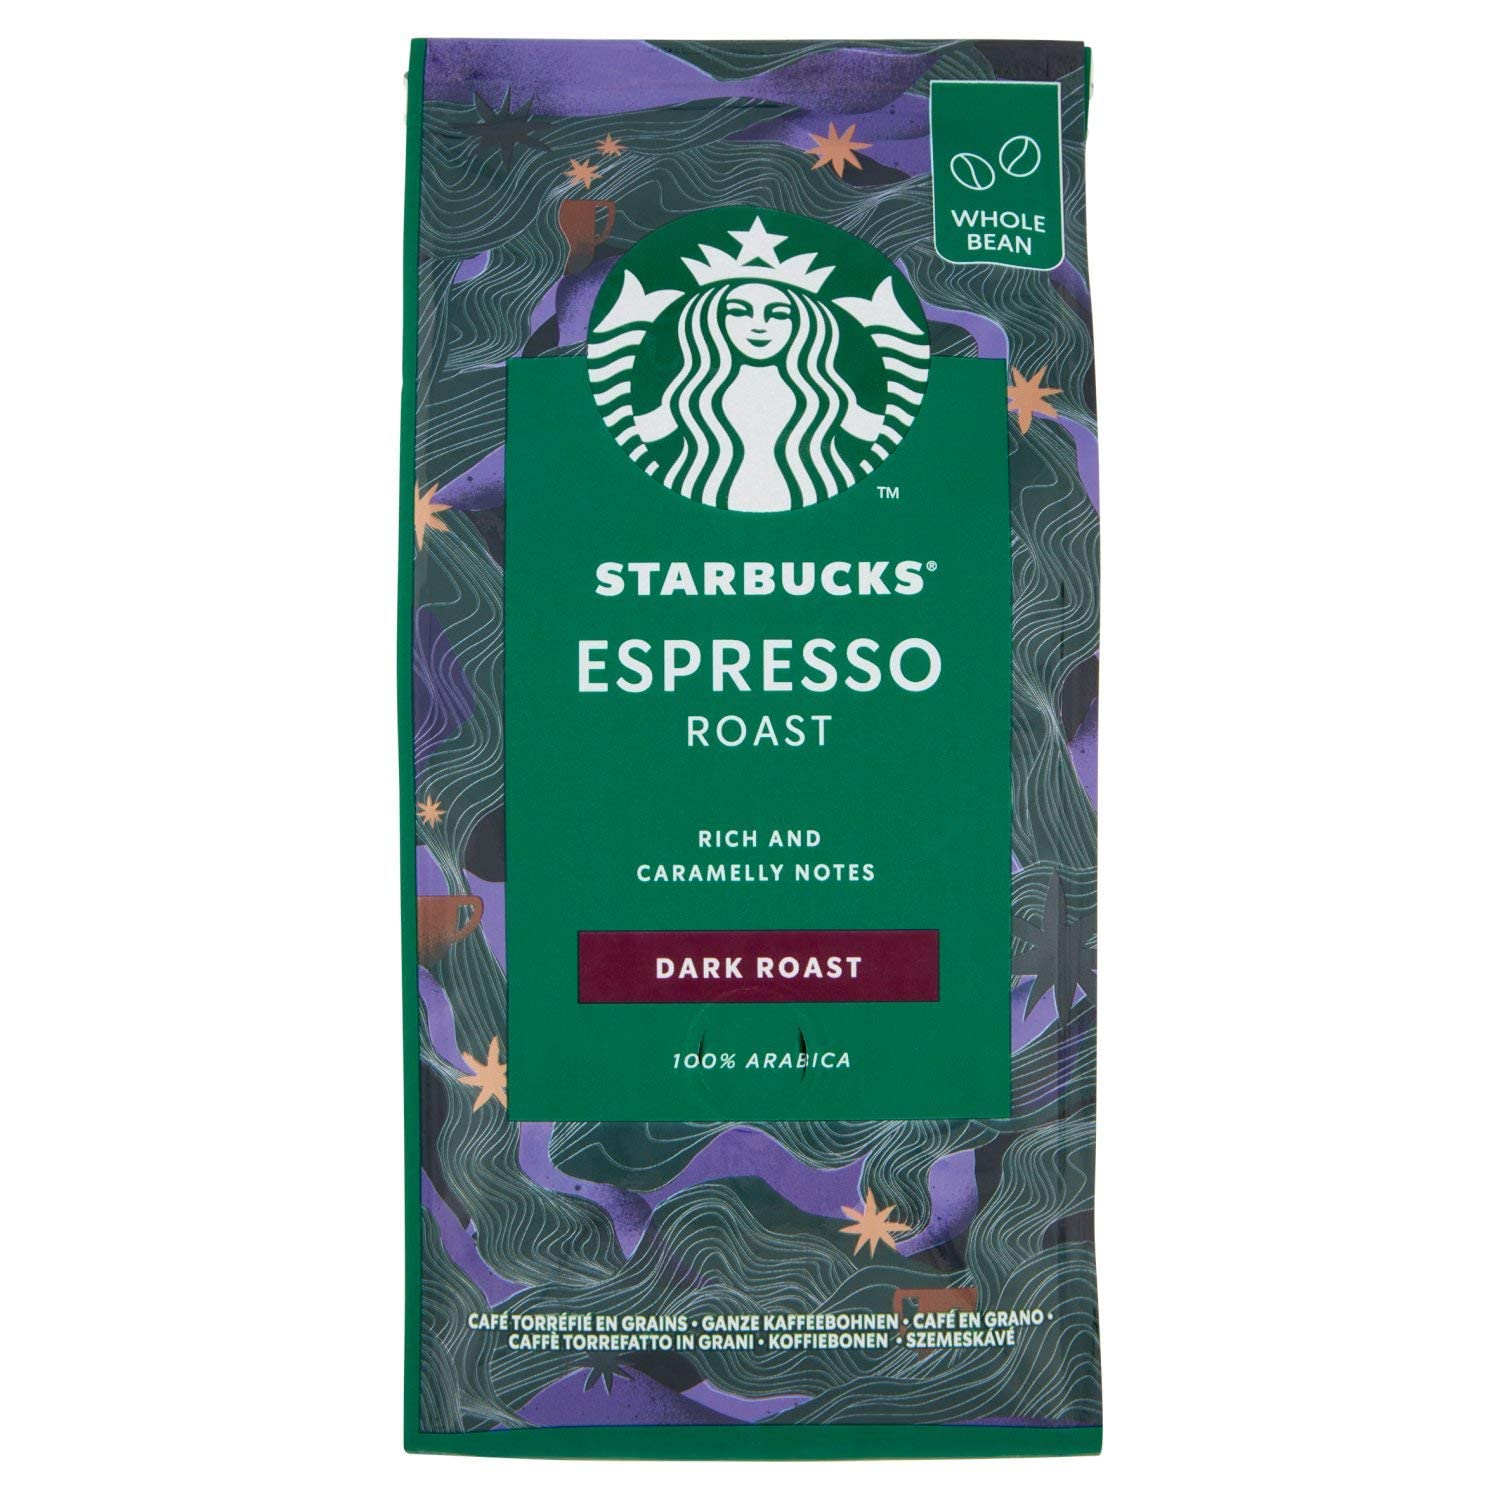 WHOLE
BEAN
TM
STARBUCKS®
ESPRESSO
ROAST
RICH AND
CARAMELLY NOTES
DARK ROAST
100% ARABICA
CAFÉ TORRÉFIÉ EN GRAINS • GANZE KAFFEEBOHNEN • CAFÉ EN GRANO •
CAFFÈ TORREFATTO IN GRANI • KOFFIEBONEN • SZEMESKÁVÉ